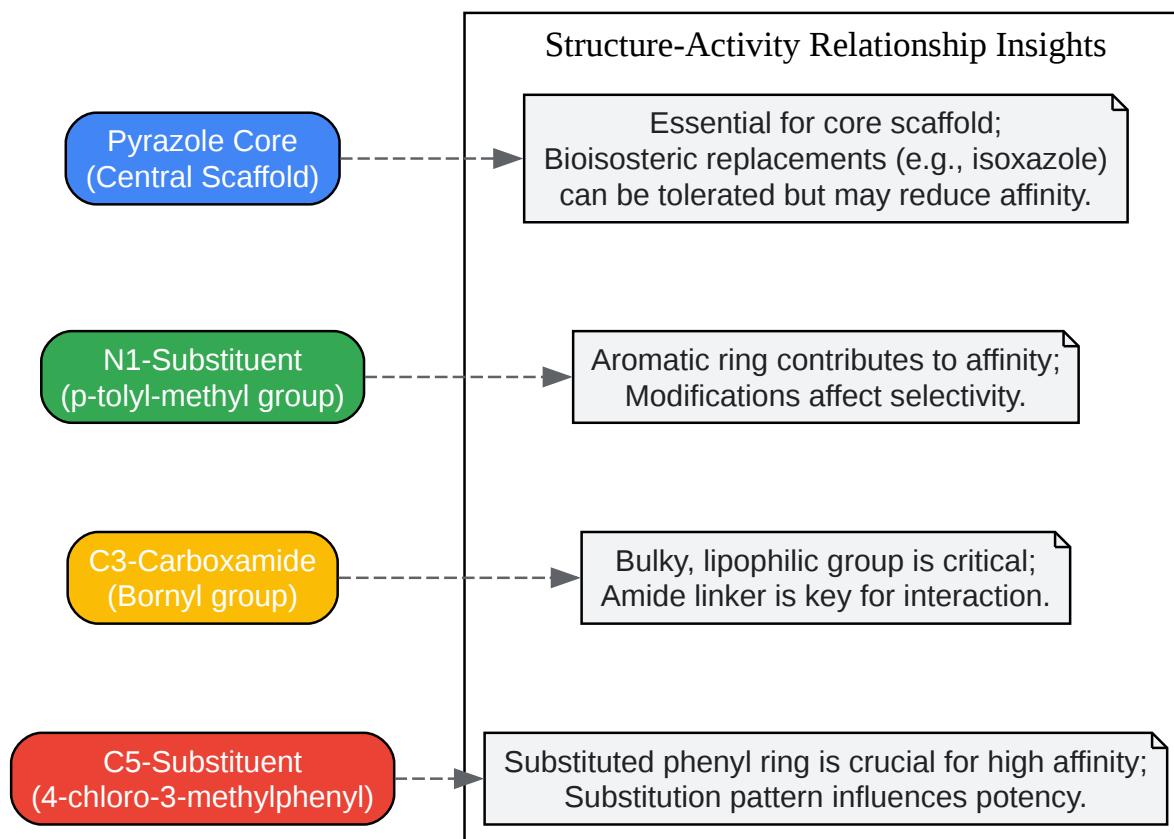 Structure-Activity Relationship Insights
Pyrazole Core
(Central Scaffold)
Essential for core scaffold;
Bioisosteric replacements (e.g., isoxazole)
can be tolerated but may reduce affinity.
N1-Substituent
(p-tolyl-methyl group)
Aromatic ring contributes to affinity;
Modifications affect selectivity.
C3-Carboxamide
(Bornyl group)
Bulky, lipophilic group is critical;
Amide linker is key for interaction.
C5-Substituent
(4-chloro-3-methylphenyl)
Substituted phenyl ring is crucial for high affinity;
Substitution pattern influences potency.